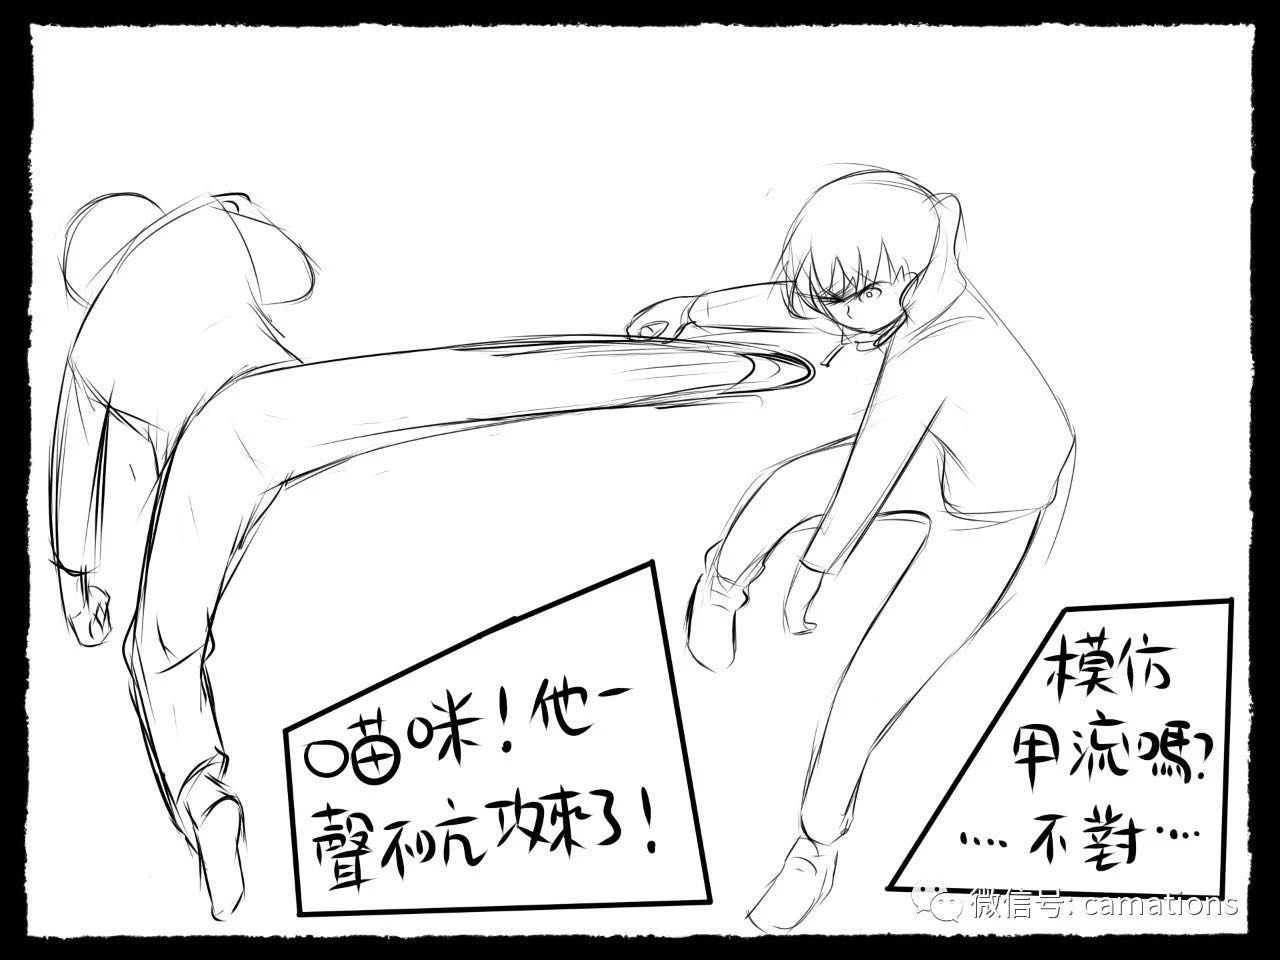 喵咪！他一
聲不吭攻來了！
模仿
甲流嗎？
‥‥不對‥‥
微信号: camations